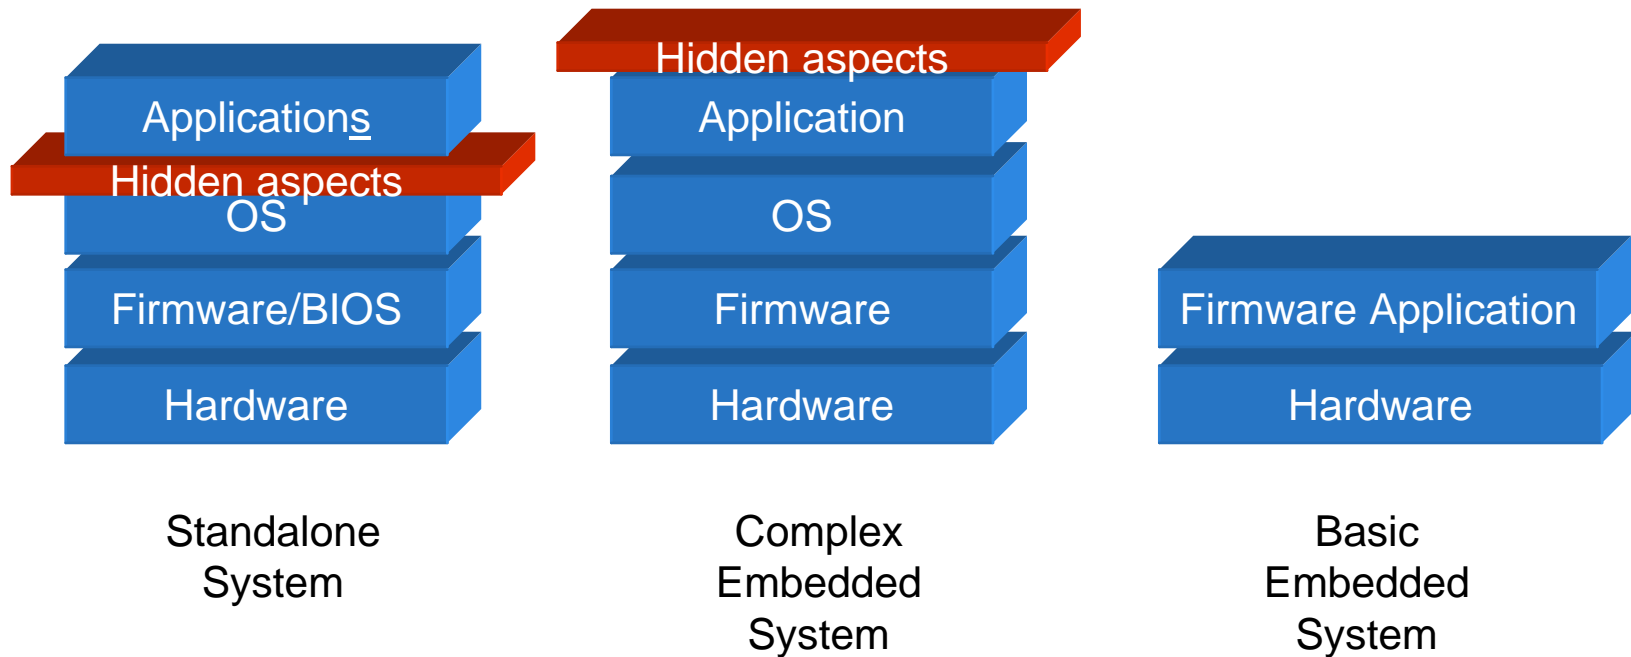 Applications
Hidden aspects
OS
Firmware/BIOS
Hardware
Standalone
System
Hidden aspects
Application
OS
Firmware
Hardware
Complex
Embedded
System
Firmware Application
Hardware
Basic
Embedded
System